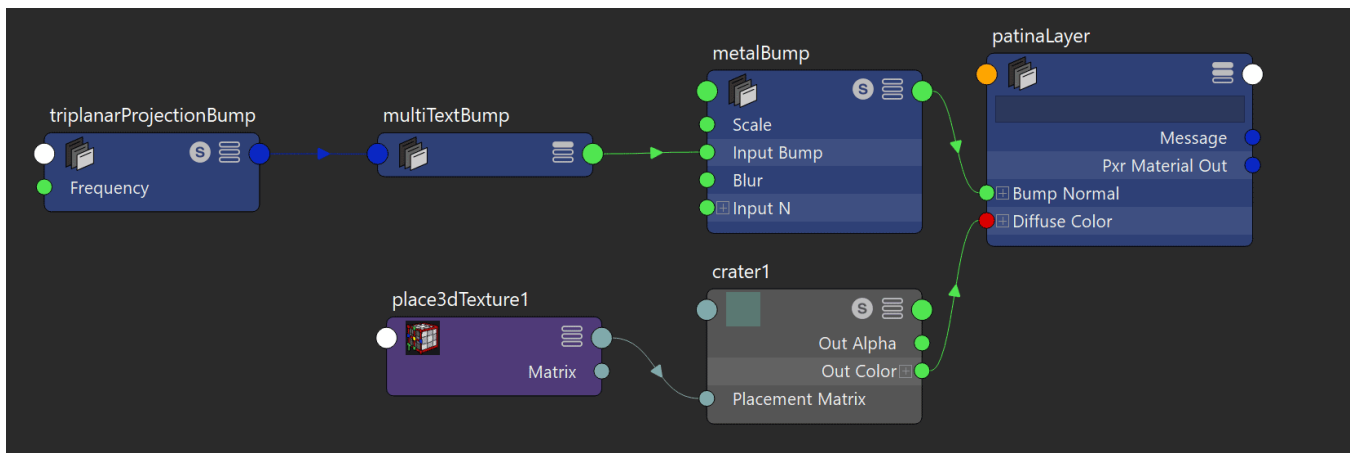 patinaLayer
metalBump
triplanarProjectionBump
multiTextBump
S
S
Scale
Message
Input Bump
Pxr Material Out
Frequency
Blur
Bump Normal
Input N
Diffuse Color
crater1
place3dTexture1
S
Out Alpha
Matrix
Out Color
Placement Matrix